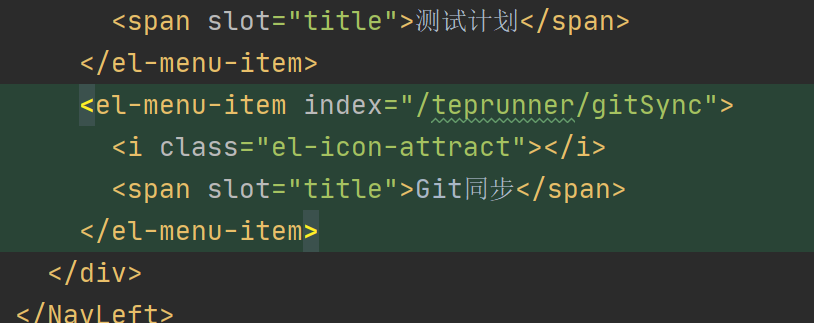 <span slot="title">测试计划</span>
</el-menu-item>
<el-menu-item index="/teprunner/gitSync">
<i class="el-icon-attract"></i>
<span slot="title">Git同步</span>
</el-menu-item>
</div>
</NavLeft>